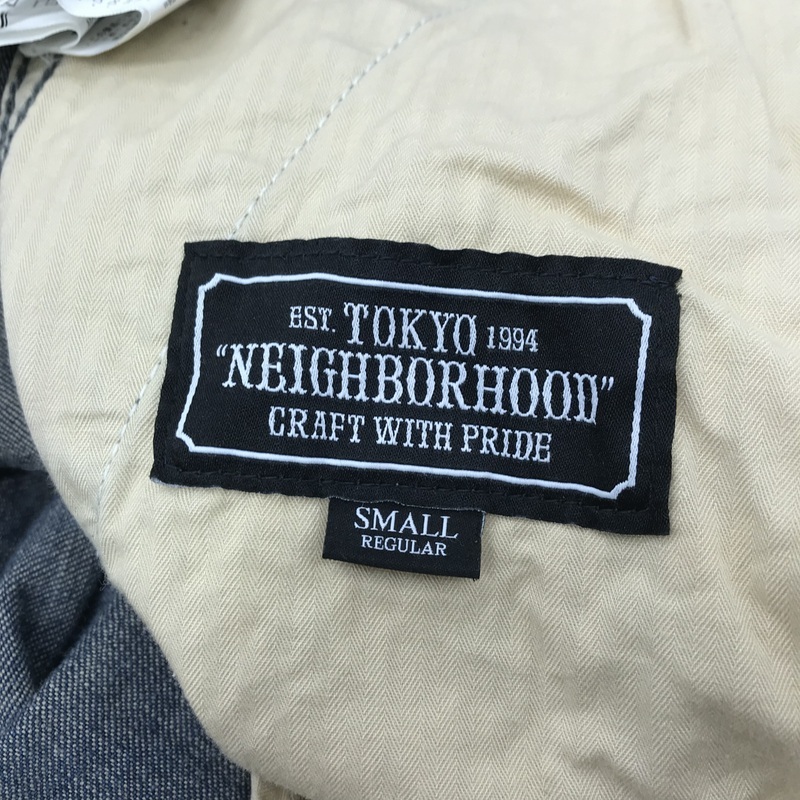 EST. TOKYO 1994
"NEIGHBORHOOD"
CRAFT WITH PRIDE
SMALL
REGULAR